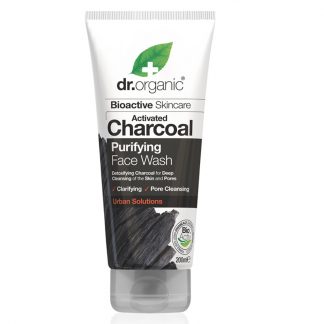 dr.organic®
Bioactive Skincare
Activated
Charcoal
Purifying
Face Wash
Detoxifying Charcoal for Deep
Cleansing of the Skin and Pores
✓ Clarifying ✓ Pore Cleansing
Urban Solutions
Bio
200ml e